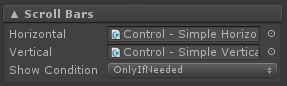 Scroll Bars
Horizontal Control - Simple Horizo
Vertical Control - Simple Vertica
Show Condition OnlyIfNeeded